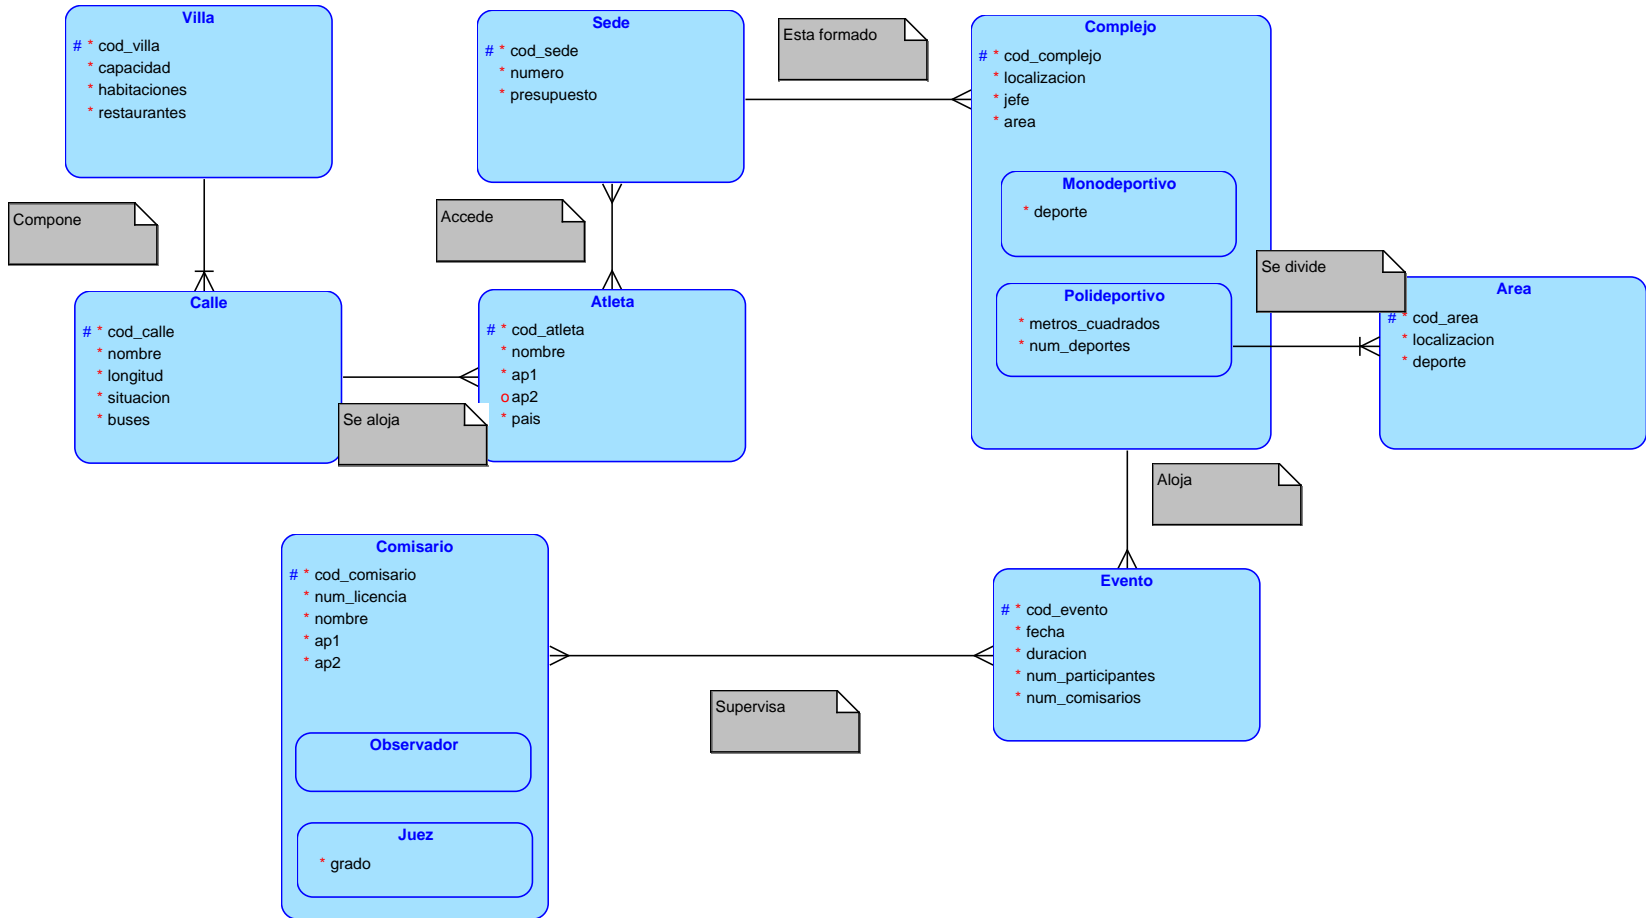 Villa
# * cod_villa
* capacidad
* habitaciones
* restaurantes
Sede
# * cod_sede
* numero
* presupuesto
Esta formado
Complejo
# * cod_complejo
* localizacion
* jefe
* area
Monodeportivo
* deporte
Polideportivo
* metros_cuadrados
* num_deportes
Compone
Accede
Se divide
Area
# * cod_area
* localizacion
* deporte
Calle
# * cod_calle
* nombre
* longitud
* situacion
* buses
Se aloja
Atleta
# * cod_atleta
* nombre
* ap1
o ap2
* pais
Aloja
Comisario
# * cod_comisario
* num_licencia
* nombre
* ap1
* ap2
Observador
Juez
* grado
Supervisa
Evento
# * cod_evento
* fecha
* duracion
* num_participantes
* num_comisarios